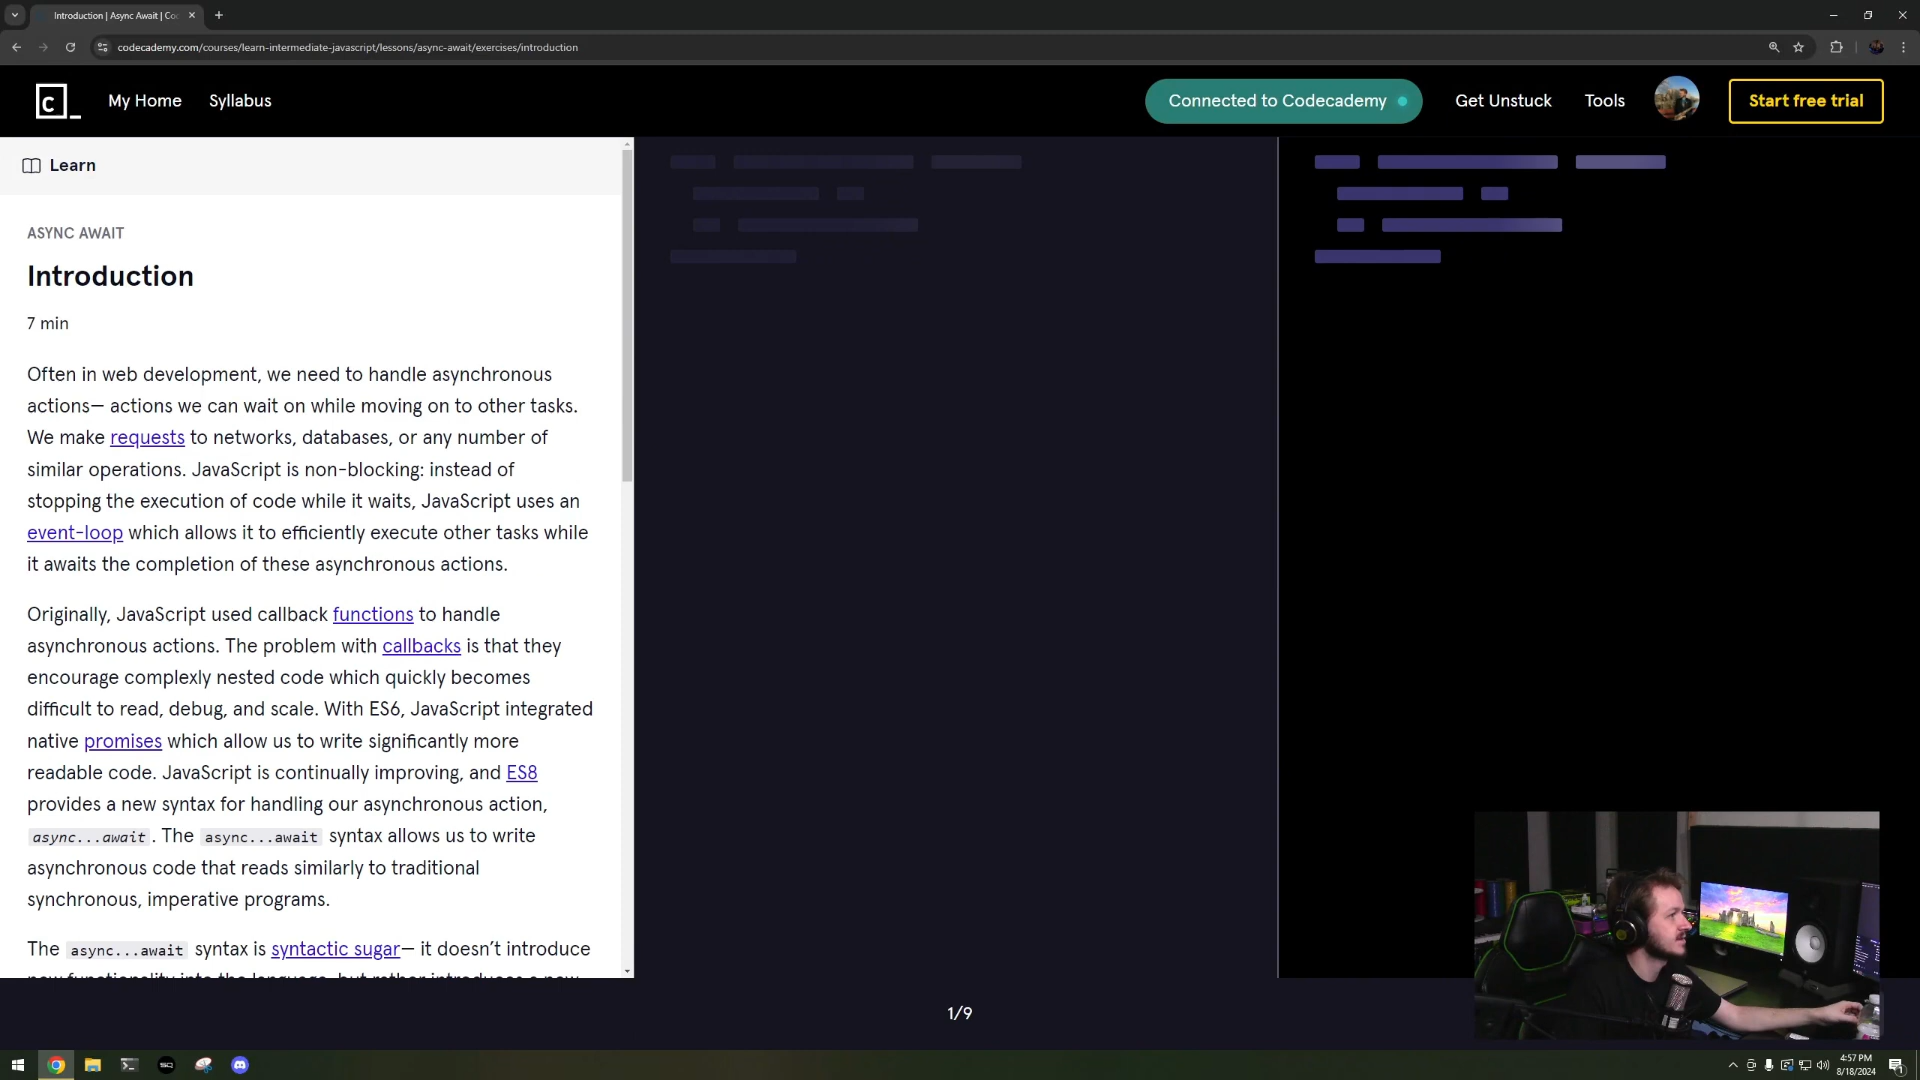 Introduction | Async Await | Co
codecademy.com/courses/learn-intermediate-javascript/lessons/async-await/exercises/introduction
c_
My Home
Syllabus
Connected to Codecademy
Get Unstuck
Tools
Start free trial
Learn
ASYNC AWAIT
Introduction
7 min
Often in web development, we need to handle asynchronous
actions— actions we can wait on while moving on to other tasks.
We make requests to networks, databases, or any number of
similar operations. JavaScript is non-blocking: instead of
stopping the execution of code while it waits, JavaScript uses an
event-loop which allows it to efficiently execute other tasks while
it awaits the completion of these asynchronous actions.
Originally, JavaScript used callback functions to handle
asynchronous actions. The problem with callbacks is that they
encourage complexly nested code which quickly becomes
difficult to read, debug, and scale. With ES6, JavaScript integrated
native promises which allow us to write significantly more
readable code. JavaScript is continually improving, and ES8
provides a new syntax for handling our asynchronous action,
async...await. The async...await syntax allows us to write
asynchronous code that reads similarly to traditional
synchronous, imperative programs.
The async...await syntax is syntactic sugar— it doesn't introduce
new functionality into the language, but rather introduces a new
1/9
4:57 PM
8/18/2024